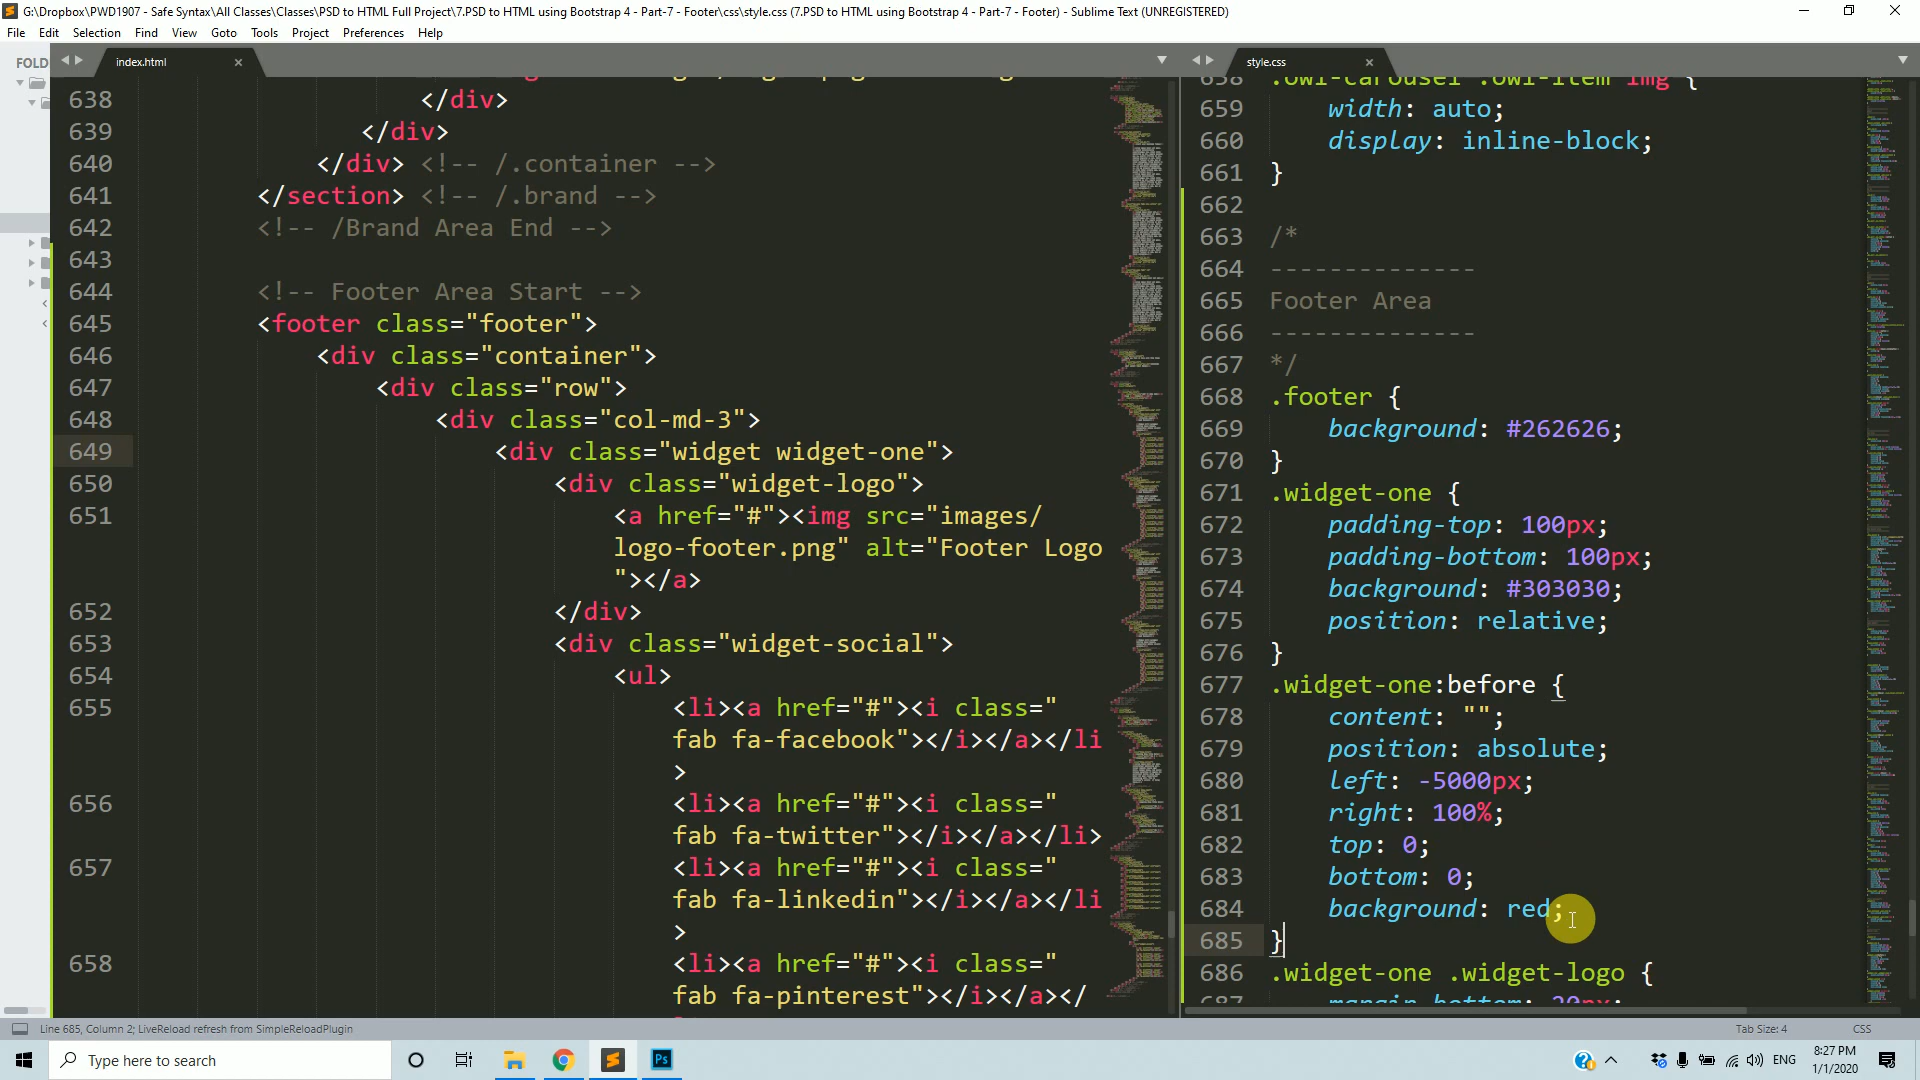 G:\Dropbox\PWD1907 - Safe Syntax\All Classes\Classes\PSD to HTML Full Project\7.PSD to HTML using Bootstrap 4 - Part-7 - Footer\css\style.css (7.PSD to HTML using Bootstrap 4 - Part-7 - Footer) - Sublime Text (UNREGISTERED)
File Edit Selection Find View Goto Tools Project Preferences Help
FOLD
index.html
638 </div>
639 </div>
640 </div> <!-- /.container -->
641 </section> <!-- /.brand -->
642 <!-- /Brand Area End -->
643
644 <!-- Footer Area Start -->
645 <footer class="footer">
646 <div class="container">
647 <div class="row">
648 <div class="col-md-3">
649 <div class="widget widget-one">
650 <div class="widget-logo">
651 <a href="#"><img src="images/
logo-footer.png" alt="Footer Logo
"></a>
652 </div>
653 <div class="widget-social">
654 <ul>
655 <li><a href="#"><i class="
fab fa-facebook"></i></a></li
>
656 <li><a href="#"><i class="
fab fa-twitter"></i></a></li>
657 <li><a href="#"><i class="
fab fa-linkedin"></i></a></li
>
658 <li><a href="#"><i class="
fab fa-pinterest"></i></a></
style.css
658 .owl-carousel .owl-item img {
659 width: auto;
660 display: inline-block;
661 }
662
663 /*
664 --------------
665 Footer Area
666 --------------
667 */
668 .footer {
669 background: #262626;
670 }
671 .widget-one {
672 padding-top: 100px;
673 padding-bottom: 100px;
674 background: #303030;
675 position: relative;
676 }
677 .widget-one:before {
678 content: "";
679 position: absolute;
680 left: -5000px;
681 right: 100%;
682 top: 0;
683 bottom: 0;
684 background: red;
685 }
686 .widget-one .widget-logo {
687 margin-bottom: 20px;
Line 685, Column 2; LiveReload refresh from SimpleReloadPlugin
Tab Size: 4
CSS
Type here to search
Ps
ENG
8:27 PM
1/1/2020